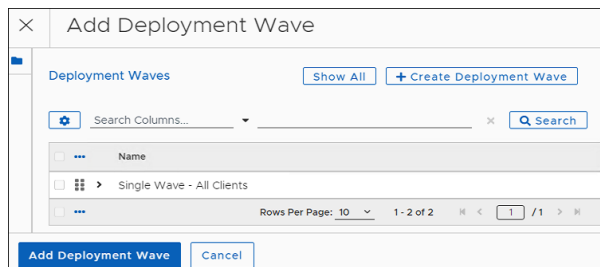 Add Deployment Wave
Deployment Waves
Show All
+ Create Deployment Wave
Search Columns...
Search
Name
Single Wave - All Clients
Rows Per Page: 10 1 - 2 of 2 1 / 1
Add Deployment Wave
Cancel